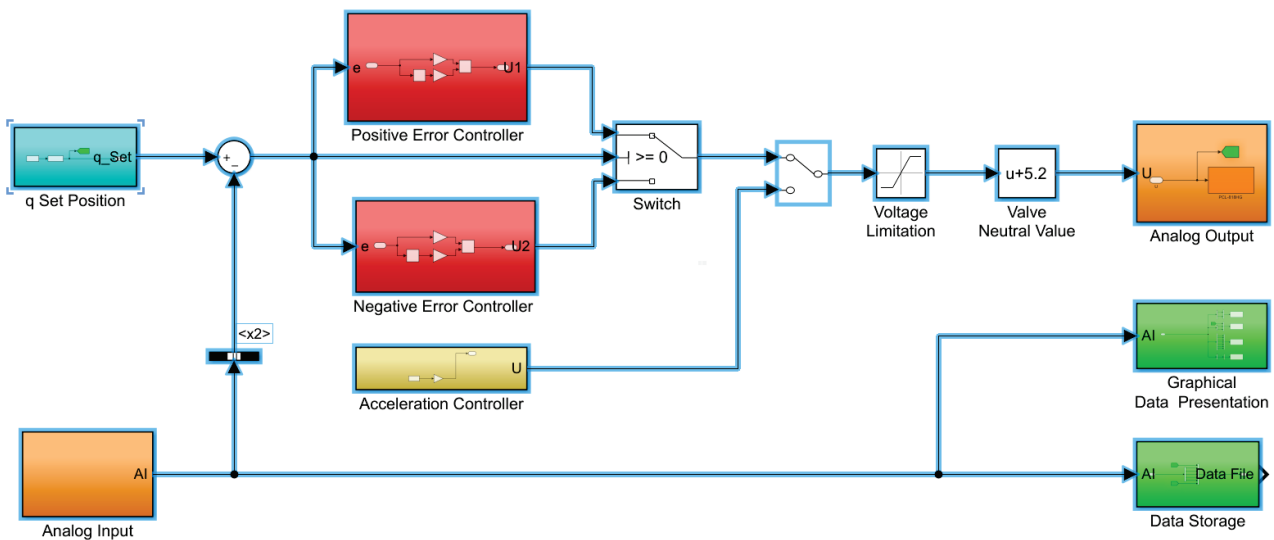 e
U1
Positive Error Controller
q_Set
q Set Position
+
-
>= 0
Switch
e
U2
Negative Error Controller
<x2>
U
Acceleration Controller
Voltage
Limitation
u+5.2
Valve
Neutral Value
U
Analog Output
AI
Graphical
Data Presentation
AI
Analog Input
AI
Data File
Data Storage